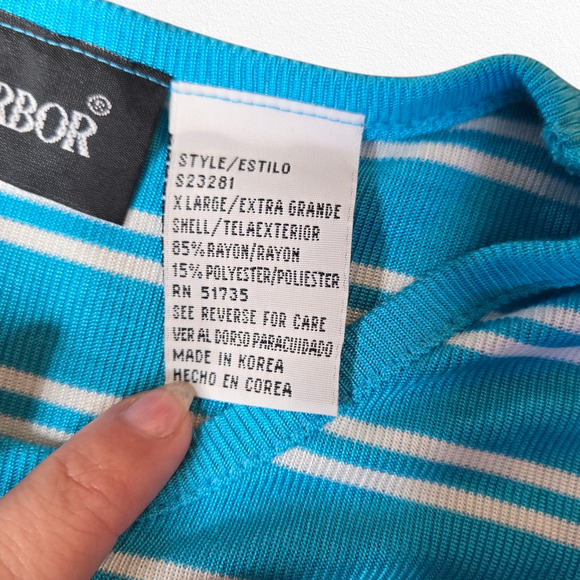 RBOR®
STYLE/ESTILO
S23281
X LARGE/EXTRA GRANDE
SHELL/TELAEXTERIOR
85% RAYON/RAYON
15% POLYESTER/POLIESTER
RN 51735
SEE REVERSE FOR CARE
VER AL DORSO PARACUIDADO
MADE IN KOREA
HECHO EN COREA